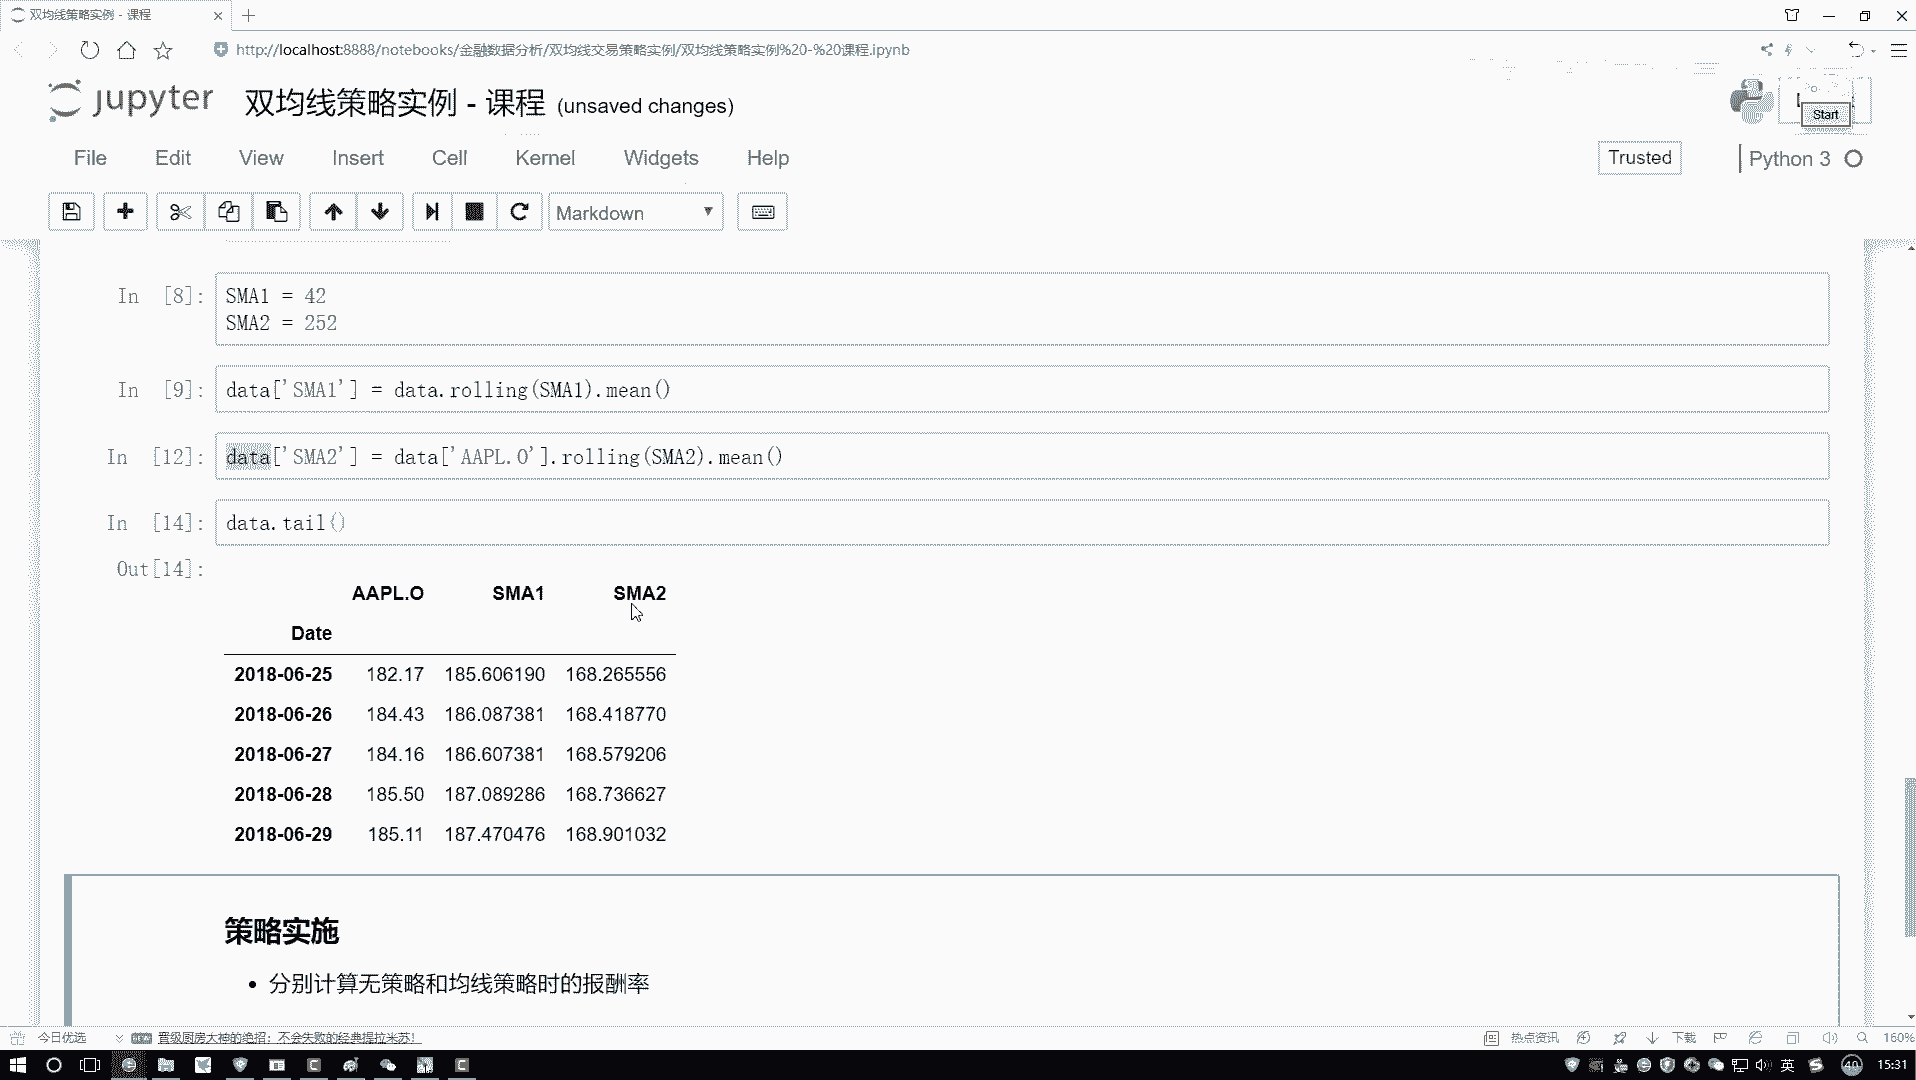 双均线策略实例 - 课程
http://localhost:8888/notebooks/金融数据分析/双均线交易策略实例/双均线策略实例%20-%20课程.ipynb
jupyter 双均线策略实例 - 课程 (unsaved changes)
Start
File Edit View Insert Cell Kernel Widgets Help
Trusted Python 3
Markdown
In [8]: SMA1 = 42
SMA2 = 252
In [9]: data['SMA1'] = data.rolling(SMA1).mean()
In [12]: data['SMA2'] = data['AAPL.O'].rolling(SMA2).mean()
In [14]: data.tail()
Out[14]:
AAPL.O SMA1 SMA2
Date
2018-06-25 182.17 185.606190 168.265556
2018-06-26 184.43 186.087381 168.418770
2018-06-27 184.16 186.607381 168.579206
2018-06-28 185.50 187.089286 168.736627
2018-06-29 185.11 187.470476 168.901032
策略实施
• 分别计算无策略和均线策略时的报酬率
今日优选 晋级厨房大神的绝招：不会失败的经典提拉米苏！ 热点资讯 下载 160%
英 40 15:31